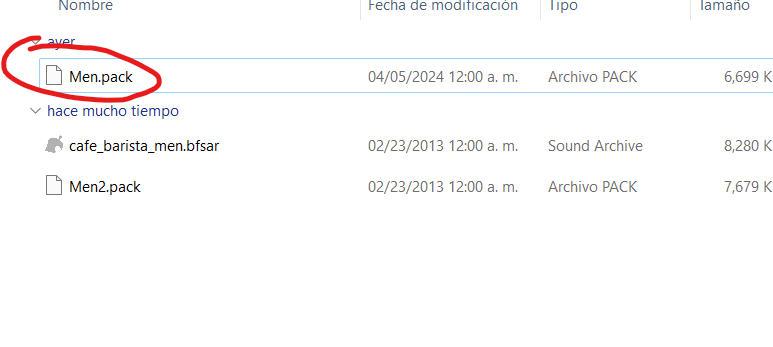 Nombre Fecha de modificación Tipo Tamaño
ayer
Men.pack 04/05/2024 12:00 a. m. Archivo PACK 6,699 K
hace mucho tiempo
cafe_barista_men.bfsar 02/23/2013 12:00 a. m. Sound Archive 8,280 K
Men2.pack 02/23/2013 12:00 a. m. Archivo PACK 7,679 K